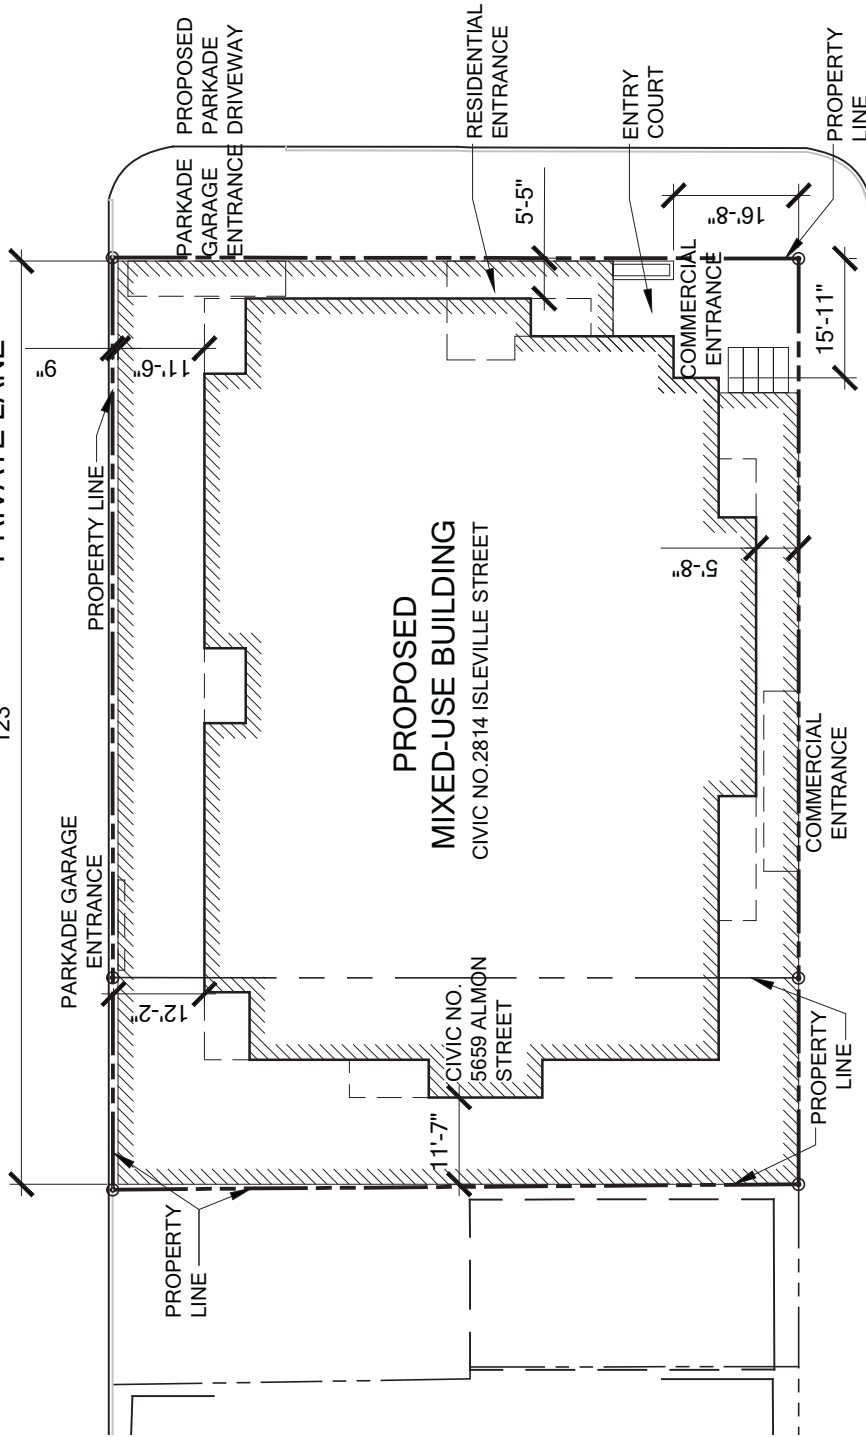 PROPOSED
PARKADE
DRIVEWAY
PARKADE
GARAGE
ENTRANCE
RESIDENTIAL
ENTRANCE
ENTRY
COURT
PROPERTY
LINE
5'-5"
16'-8"
COMMERCIAL
ENTRANCE
15'-11"
9"
11'-6"
PROPERTY LINE
PRIVATE LANE
123'
5'-8"
PROPOSED
MIXED-USE BUILDING
CIVIC NO.2814 ISLEVILLE STREET
COMMERCIAL
ENTRANCE
PARKADE GARAGE
ENTRANCE
12'-2"
CIVIC NO.
5659 ALMON
STREET
11'-7"
PROPERTY
LINE
PROPERTY
LINE